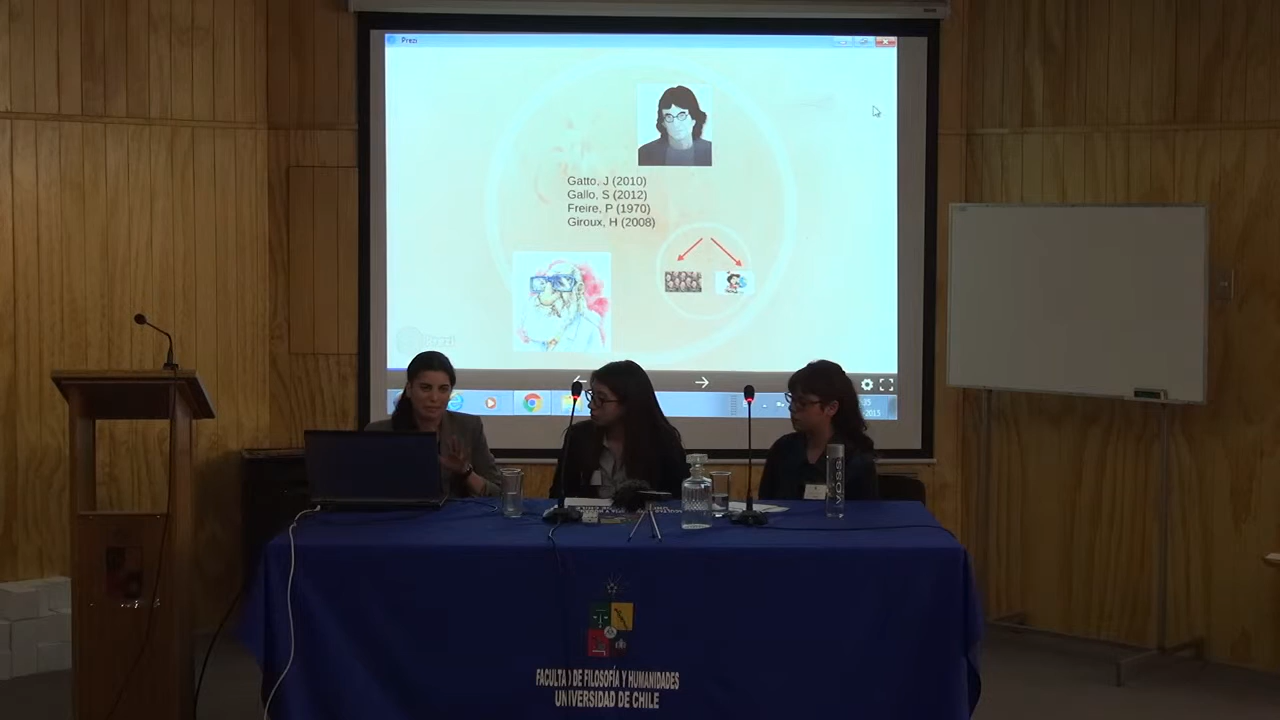 Prezi
Gatto, J (2010)
Gallo, S (2012)
Freire, P (1970)
Giroux, H (2008)
VOSS
FACULTAD DE FILOSOFÍA Y HUMANIDADES
UNIVERSIDAD DE CHILE